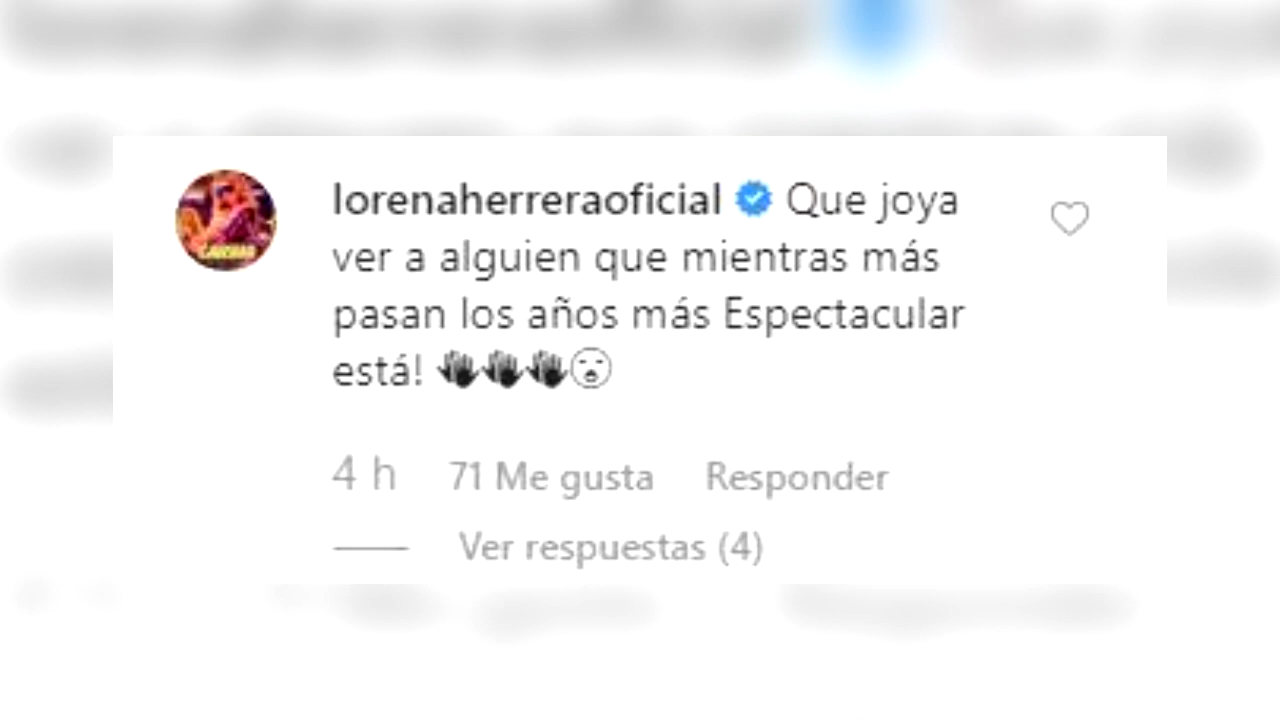 lorenaherreraoficial Que joya
ver a alguien que mientras más
pasan los años más Espectacular
está! 👋👋👋😮
4 h 71 Me gusta Responder
Ver respuestas (4)